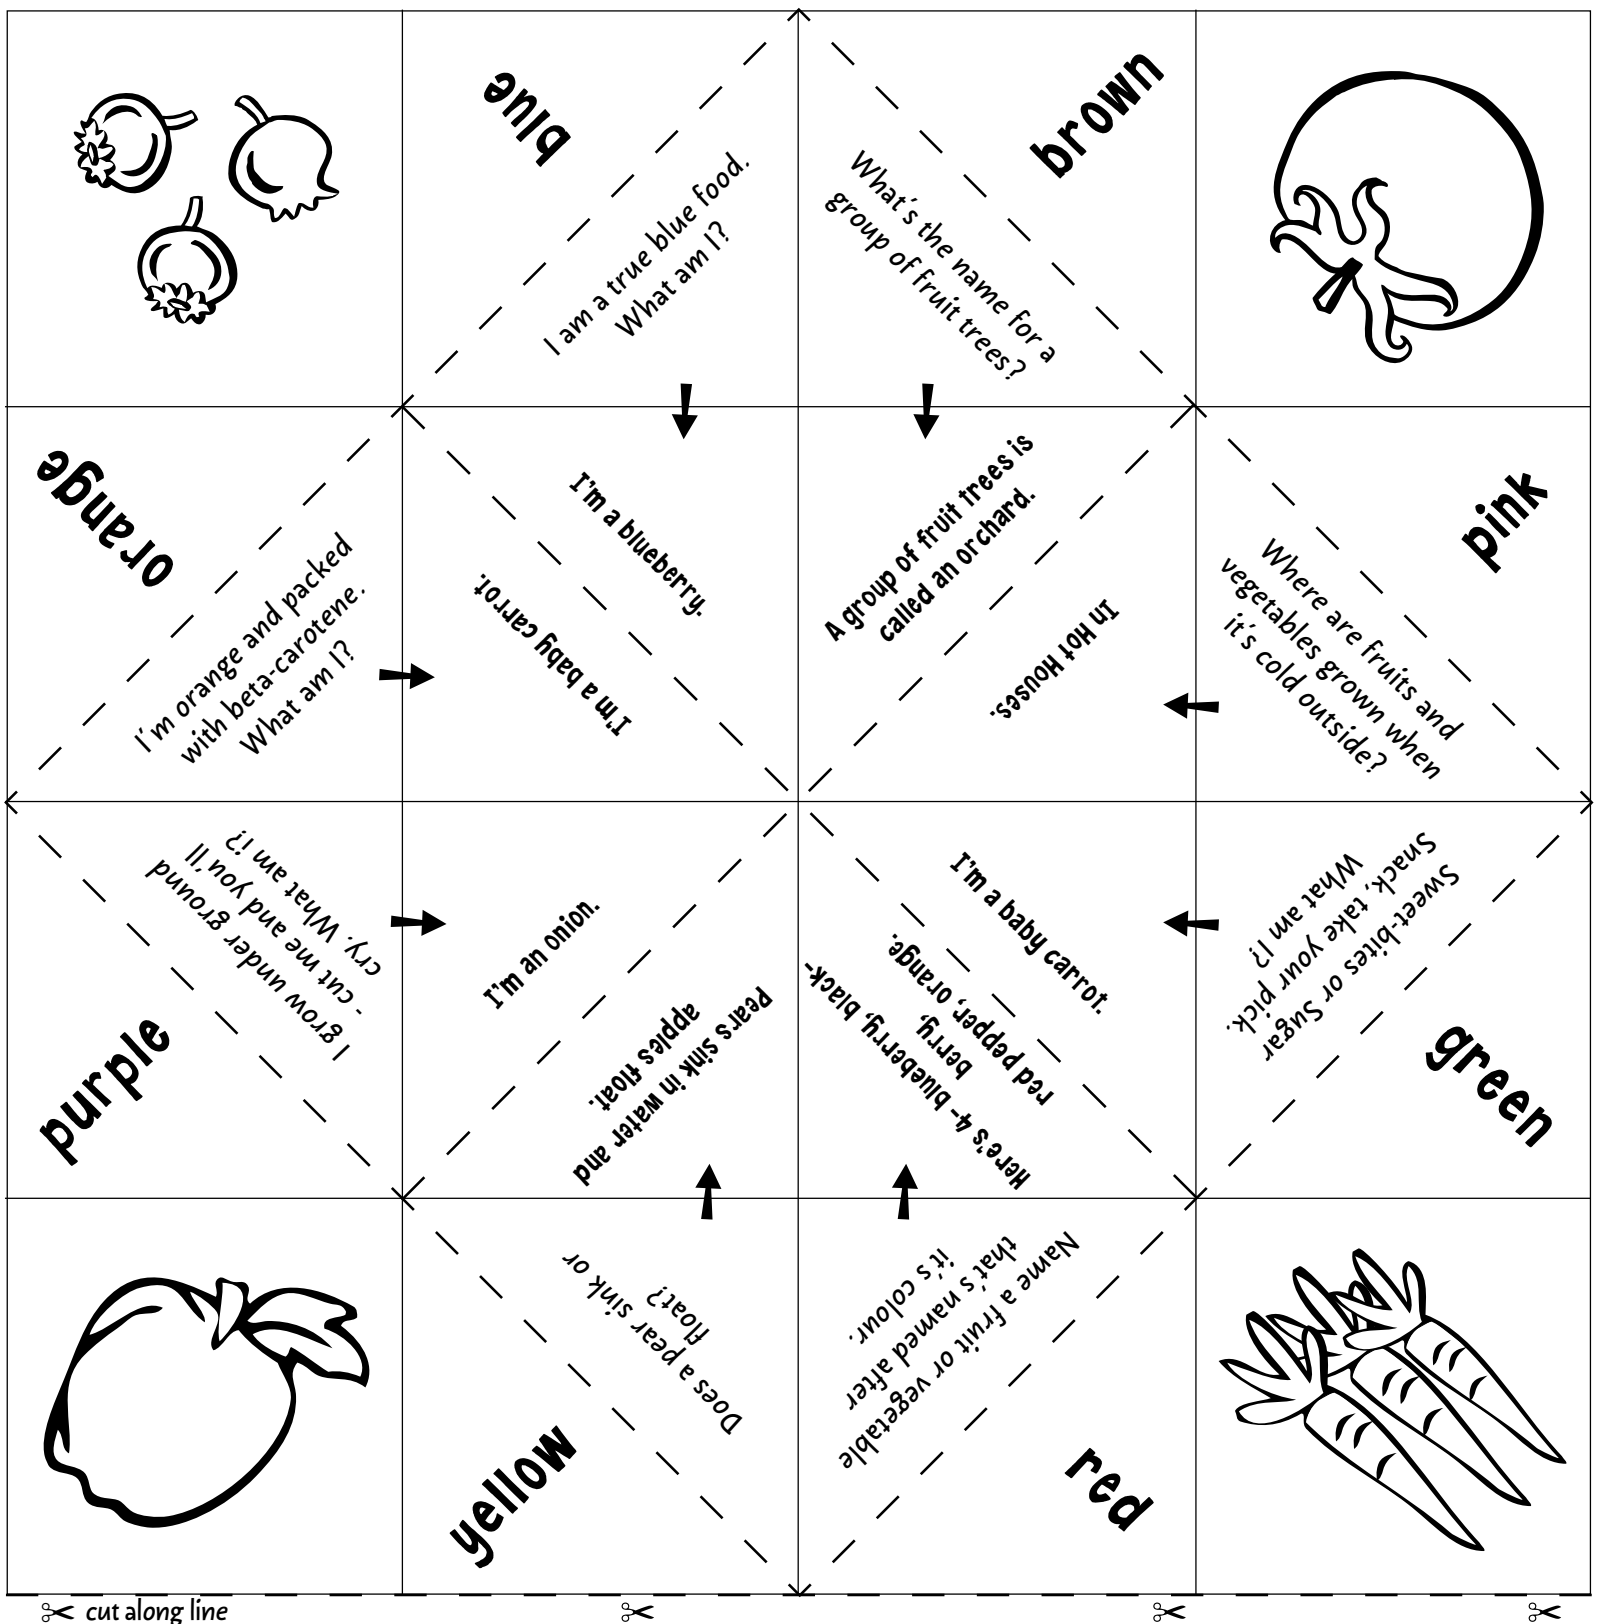 blue
I am a true blue food.
What am I?
brown
What's the name for a
group of fruit trees?
orange
I'm orange and packed
with beta-carotene.
What am I?
I'm a blueberry.
I'm a baby carrot.
A group of fruit trees is
called an orchard.
In Hot Houses.
pink
Where are fruits and
vegetables grown when
it's cold outside?
purple
I grow under ground
- cut me and you'll
cry. What am I?
I'm an onion.
Pears sink in water and
apples float.
I'm a baby carrot.
Here's 4- blueberry, black-
berry,
red pepper, orange.
green
Sweet-bites or Sugar
Snack, take your pick.
What am I?
yellow
Does a pear sink or
float?
red
Name a fruit or vegetable
that's named after
it's colour.
cut along line